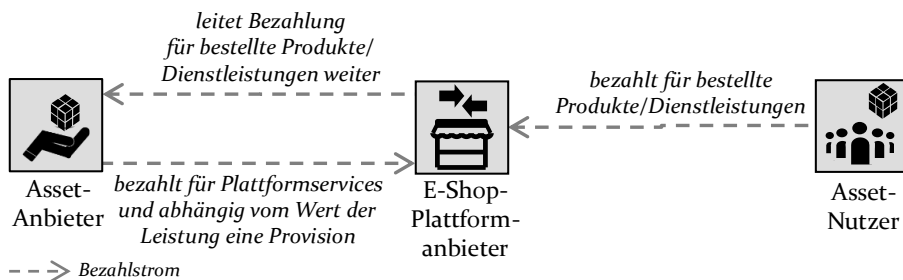 leitet Bezahlung
für bestellte Produkte/
Dienstleistungen weiter
bezahlt für bestellte
Produkte/Dienstleistungen
Asset-
Anbieter
bezahlt für Plattformservices
und abhängig vom Wert der
Leistung eine Provision
E-Shop-
Plattform-
anbieter
Asset-
Nutzer
Bezahlstrom